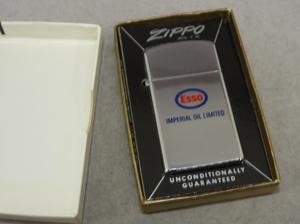 ZIPPO
Esso
IMPERIAL OIL LIMITED
UNCONDITIONALLY
GUARANTEED